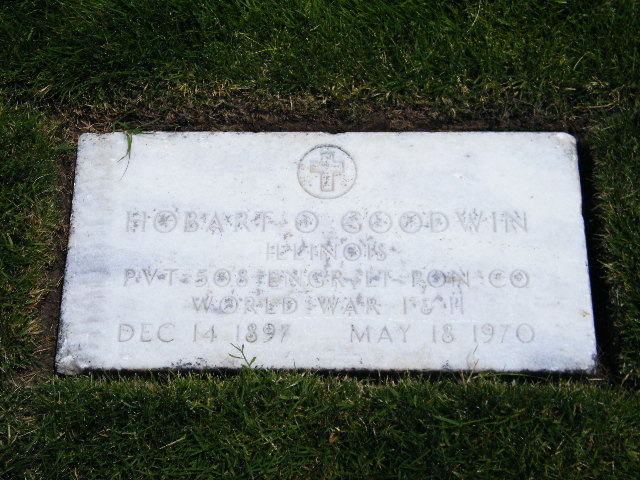 HOBART O GOODWIN
ILLINOIS
PVT 508 ENGR LT PON CO
WORLD WAR I & II
DEC 14 1897 MAY 18 1970